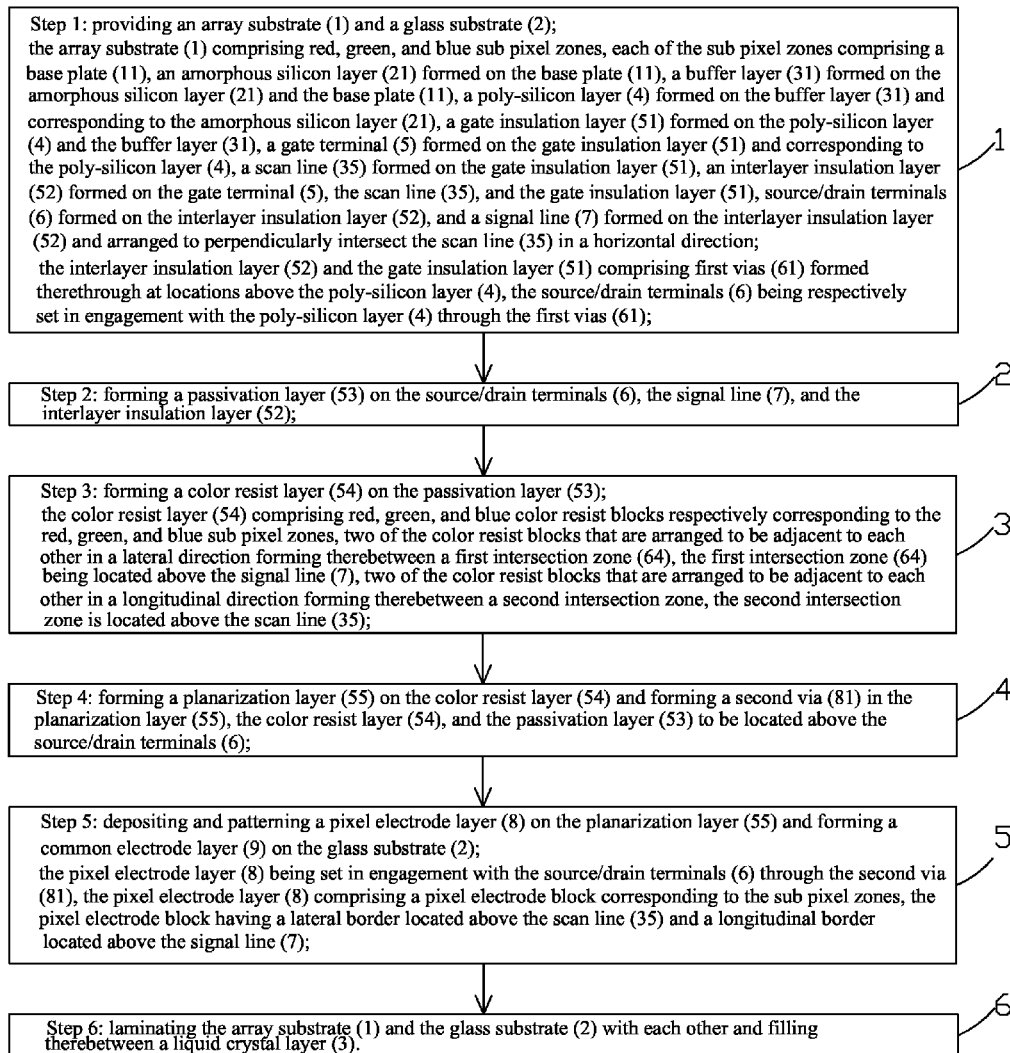 Step 1: providing an array substrate (1) and a glass substrate (2);
the array substrate (1) comprising red, green, and blue sub pixel zones, each of the sub pixel zones comprising a
base plate (11), an amorphous silicon layer (21) formed on the base plate (11), a buffer layer (31) formed on the
amorphous silicon layer (21) and the base plate (11), a poly-silicon layer (4) formed on the buffer layer (31) and
corresponding to the amorphous silicon layer (21), a gate insulation layer (51) formed on the poly-silicon layer
(4) and the buffer layer (31), a gate terminal (5) formed on the gate insulation layer (51) and corresponding to
the poly-silicon layer (4), a scan line (35) formed on the gate insulation layer (51), an interlayer insulation layer
(52) formed on the gate terminal (5), the scan line (35), and the gate insulation layer (51), source/drain terminals
(6) formed on the interlayer insulation layer (52), and a signal line (7) formed on the interlayer insulation layer
(52) and arranged to perpendicularly intersect the scan line (35) in a horizontal direction;
the interlayer insulation layer (52) and the gate insulation layer (51) comprising first vias (61) formed
therethrough at locations above the poly-silicon layer (4), the source/drain terminals (6) being respectively
set in engagement with the poly-silicon layer (4) through the first vias (61);
1
Step 2: forming a passivation layer (53) on the source/drain terminals (6), the signal line (7), and the
interlayer insulation layer (52);
2
Step 3: forming a color resist layer (54) on the passivation layer (53);
the color resist layer (54) comprising red, green, and blue color resist blocks respectively corresponding to the
red, green, and blue sub pixel zones, two of the color resist blocks that are arranged to be adjacent to each
other in a lateral direction forming therebetween a first intersection zone (64), the first intersection zone (64)
being located above the signal line (7), two of the color resist blocks that are arranged to be adjacent to each
other in a longitudinal direction forming therebetween a second intersection zone, the second intersection
zone is located above the scan line (35);
3
Step 4: forming a planarization layer (55) on the color resist layer (54) and forming a second via (81) in the
planarization layer (55), the color resist layer (54), and the passivation layer (53) to be located above the
source/drain terminals (6);
4
Step 5: depositing and patterning a pixel electrode layer (8) on the planarization layer (55) and forming a
common electrode layer (9) on the glass substrate (2);
the pixel electrode layer (8) being set in engagement with the source/drain terminals (6) through the second via
(81), the pixel electrode layer (8) comprising a pixel electrode block corresponding to the sub pixel zones, the
pixel electrode block having a lateral border located above the scan line (35) and a longitudinal border
located above the signal line (7);
5
Step 6: laminating the array substrate (1) and the glass substrate (2) with each other and filling
therebetween a liquid crystal layer (3).
6